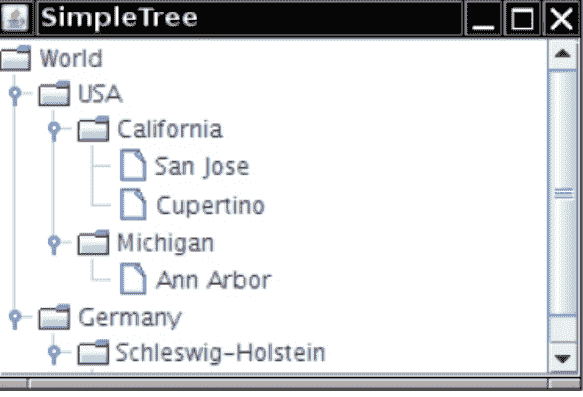 SimpleTree
World
USA
California
San Jose
Cupertino
Michigan
Ann Arbor
Germany
Schleswig-Holstein